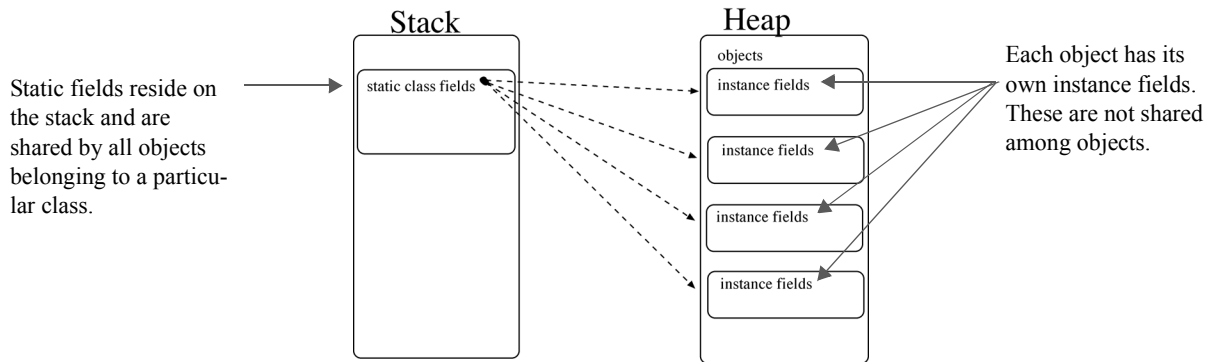 Stack
Heap
Static fields reside on
the stack and are
shared by all objects
belonging to a particu-
lar class.
static class fields
objects
instance fields
instance fields
instance fields
instance fields
Each object has its
own instance fields.
These are not shared
among objects.